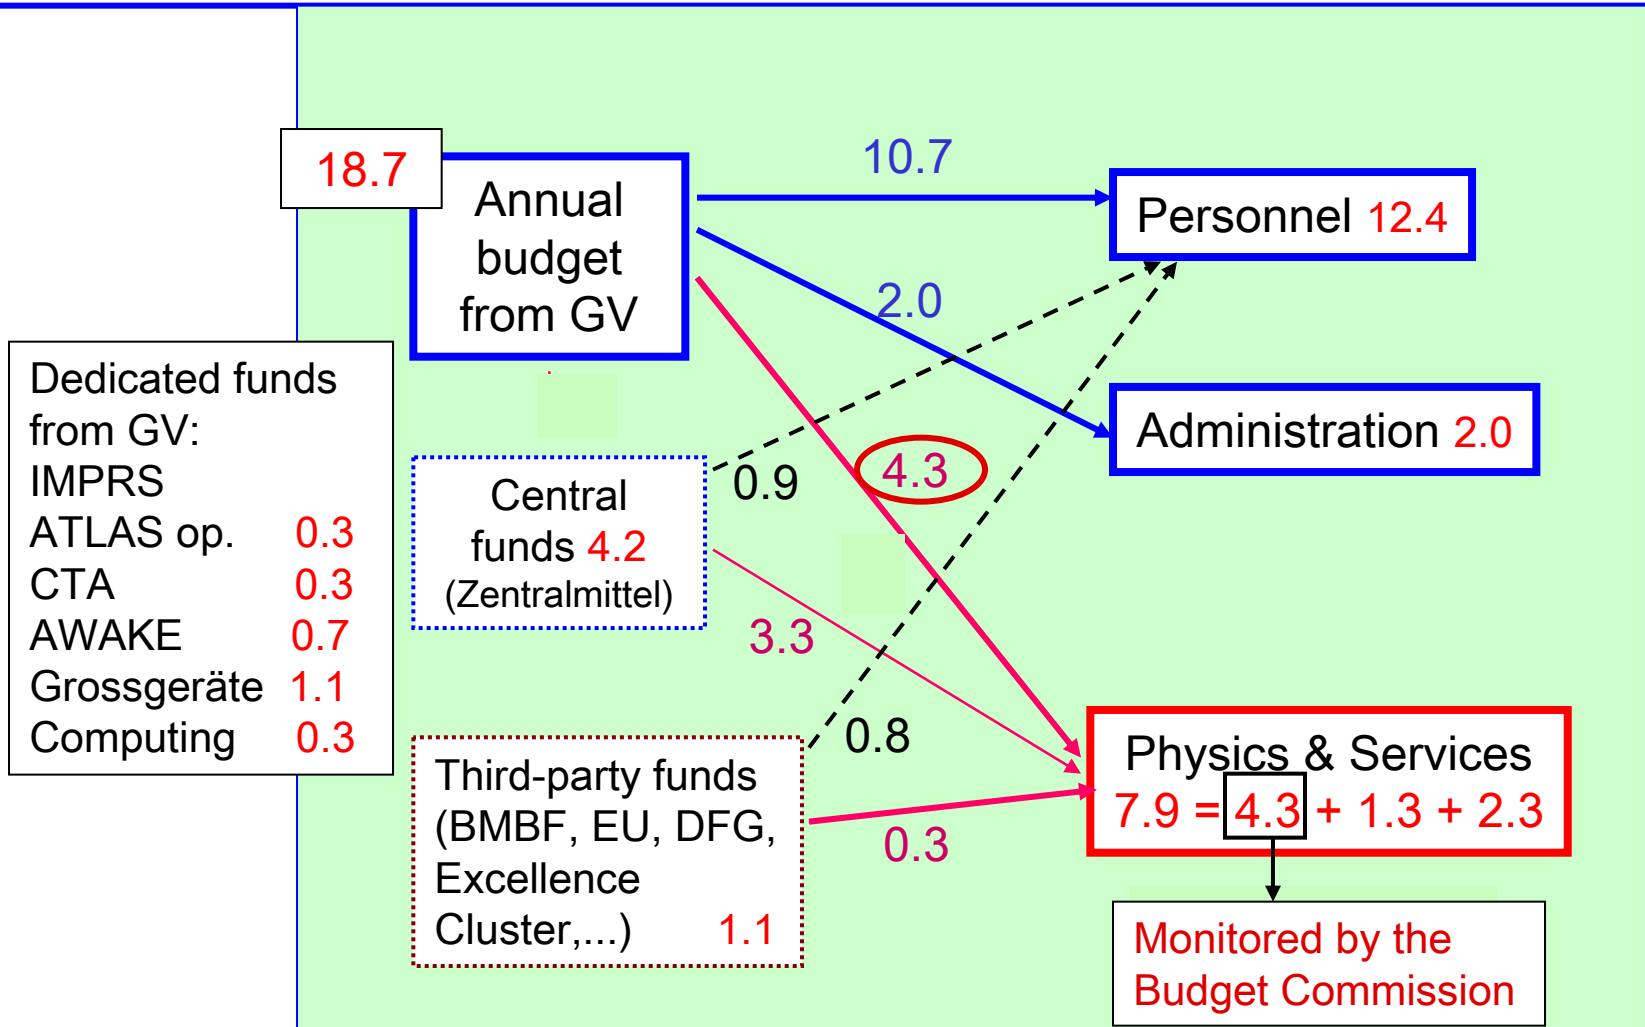 18.7
Annual
budget
from GV
10.7
Personnel 12.4
2.0
Administration 2.0
Dedicated funds
from GV:
IMPRS
ATLAS op. 0.3
CTA 0.3
AWAKE 0.7
Grossgeräte 1.1
Computing 0.3
Central
funds 4.2
(Zentralmittel)
0.9
4.3
3.3
Third-party funds
(BMBF, EU, DFG,
Excellence
Cluster,...) 1.1
0.8
0.3
Physics & Services
7.9 = 4.3 + 1.3 + 2.3
Monitored by the
Budget Commission